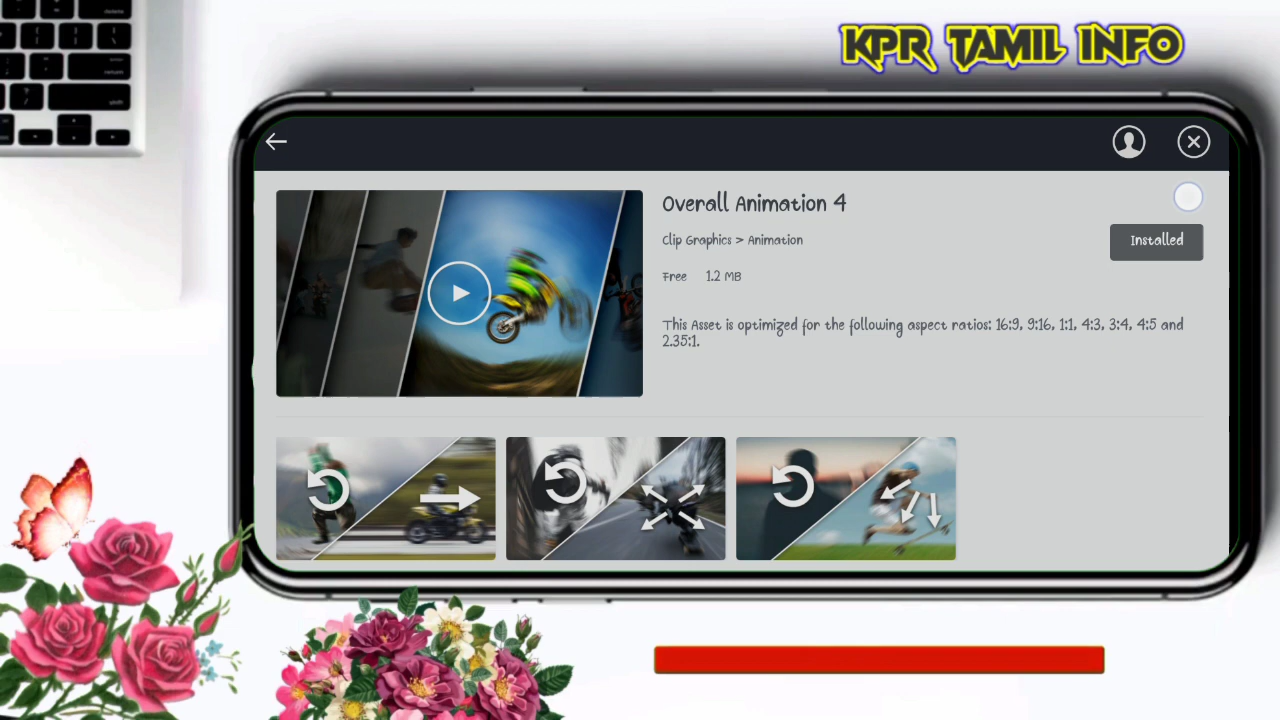 KPR TAMIL INFO
Overall Animation 4
Clip Graphics > Animation
Installed
Free 1.2 MB
This Asset is optimized for the following aspect ratios: 16:9, 9:16, 1:1, 4:3, 3:4, 4:5 and
2.35:1.